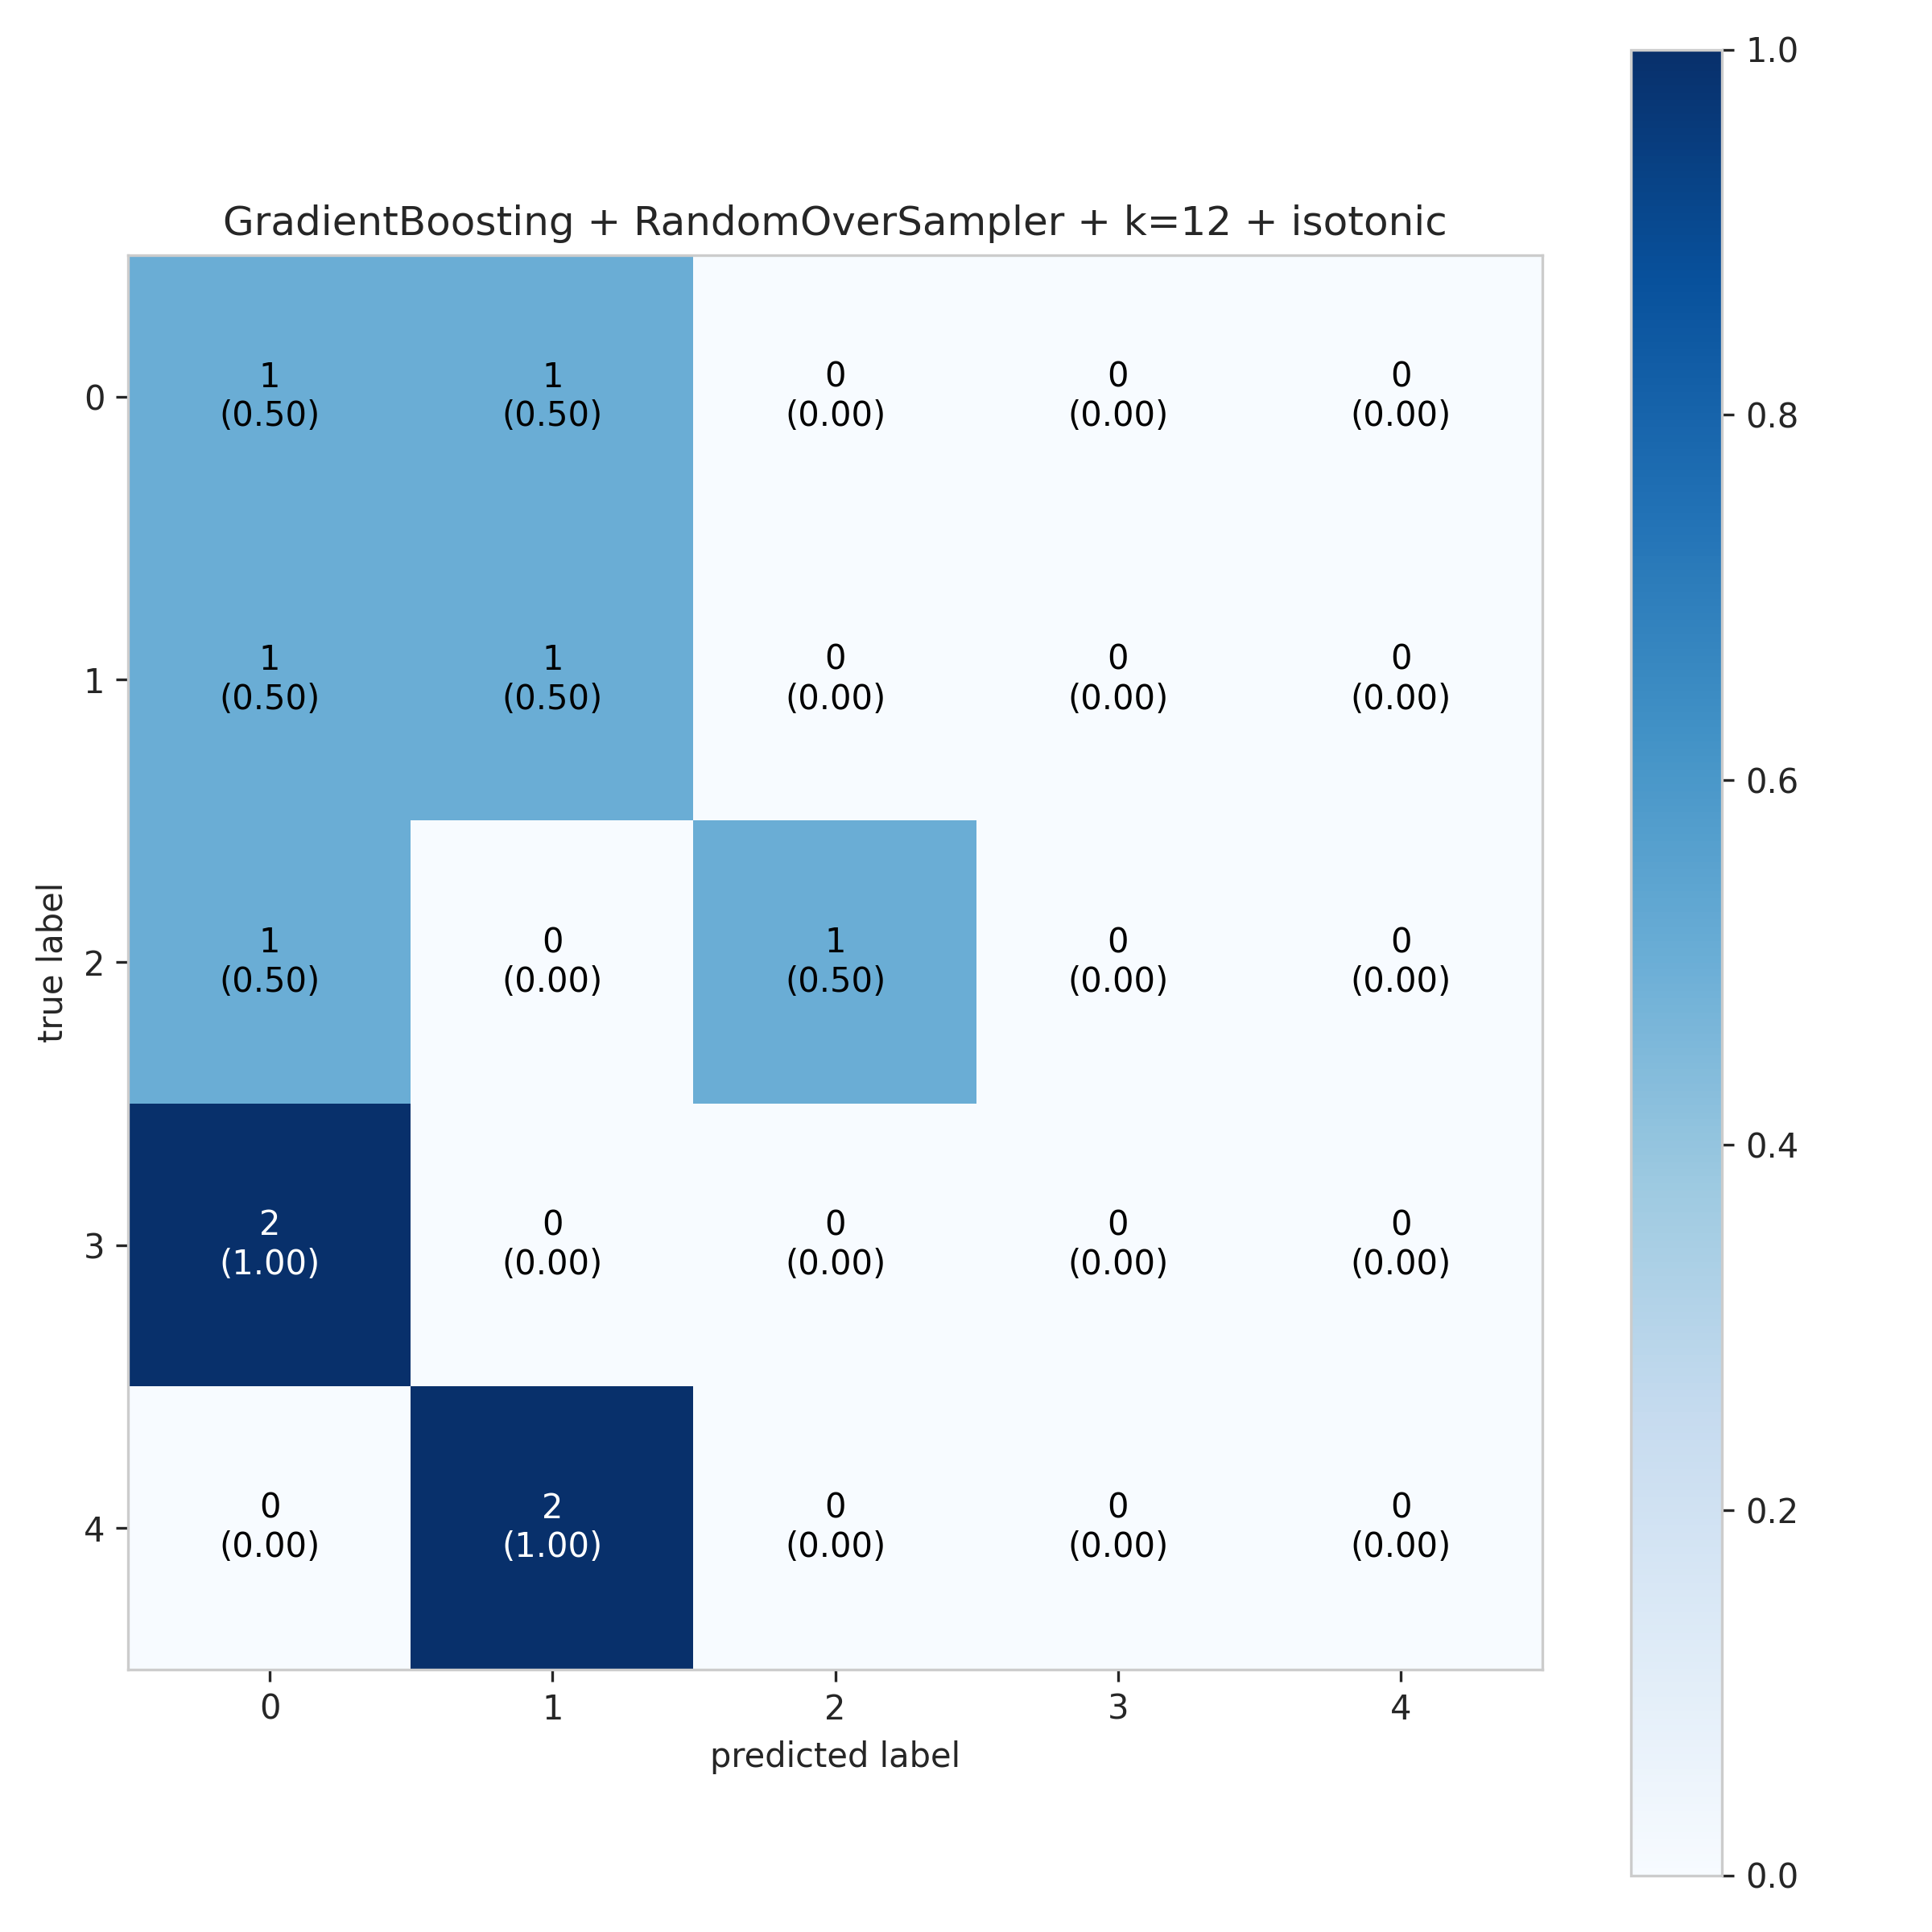 GradientBoosting + RandomOverSampler + k=12 + isotonic
1.0
0.8
0.6
0.4
0.2
0.0
true label
0
1
2
3
4
1 1 0 0 0
(0.50) (0.50) (0.00) (0.00) (0.00)
1 1 0 0 0
(0.50) (0.50) (0.00) (0.00) (0.00)
1 0 1 0 0
(0.50) (0.00) (0.50) (0.00) (0.00)
2 0 0 0 0
(1.00) (0.00) (0.00) (0.00) (0.00)
0 2 0 0 0
(0.00) (1.00) (0.00) (0.00) (0.00)
0 1 2 3 4
predicted label